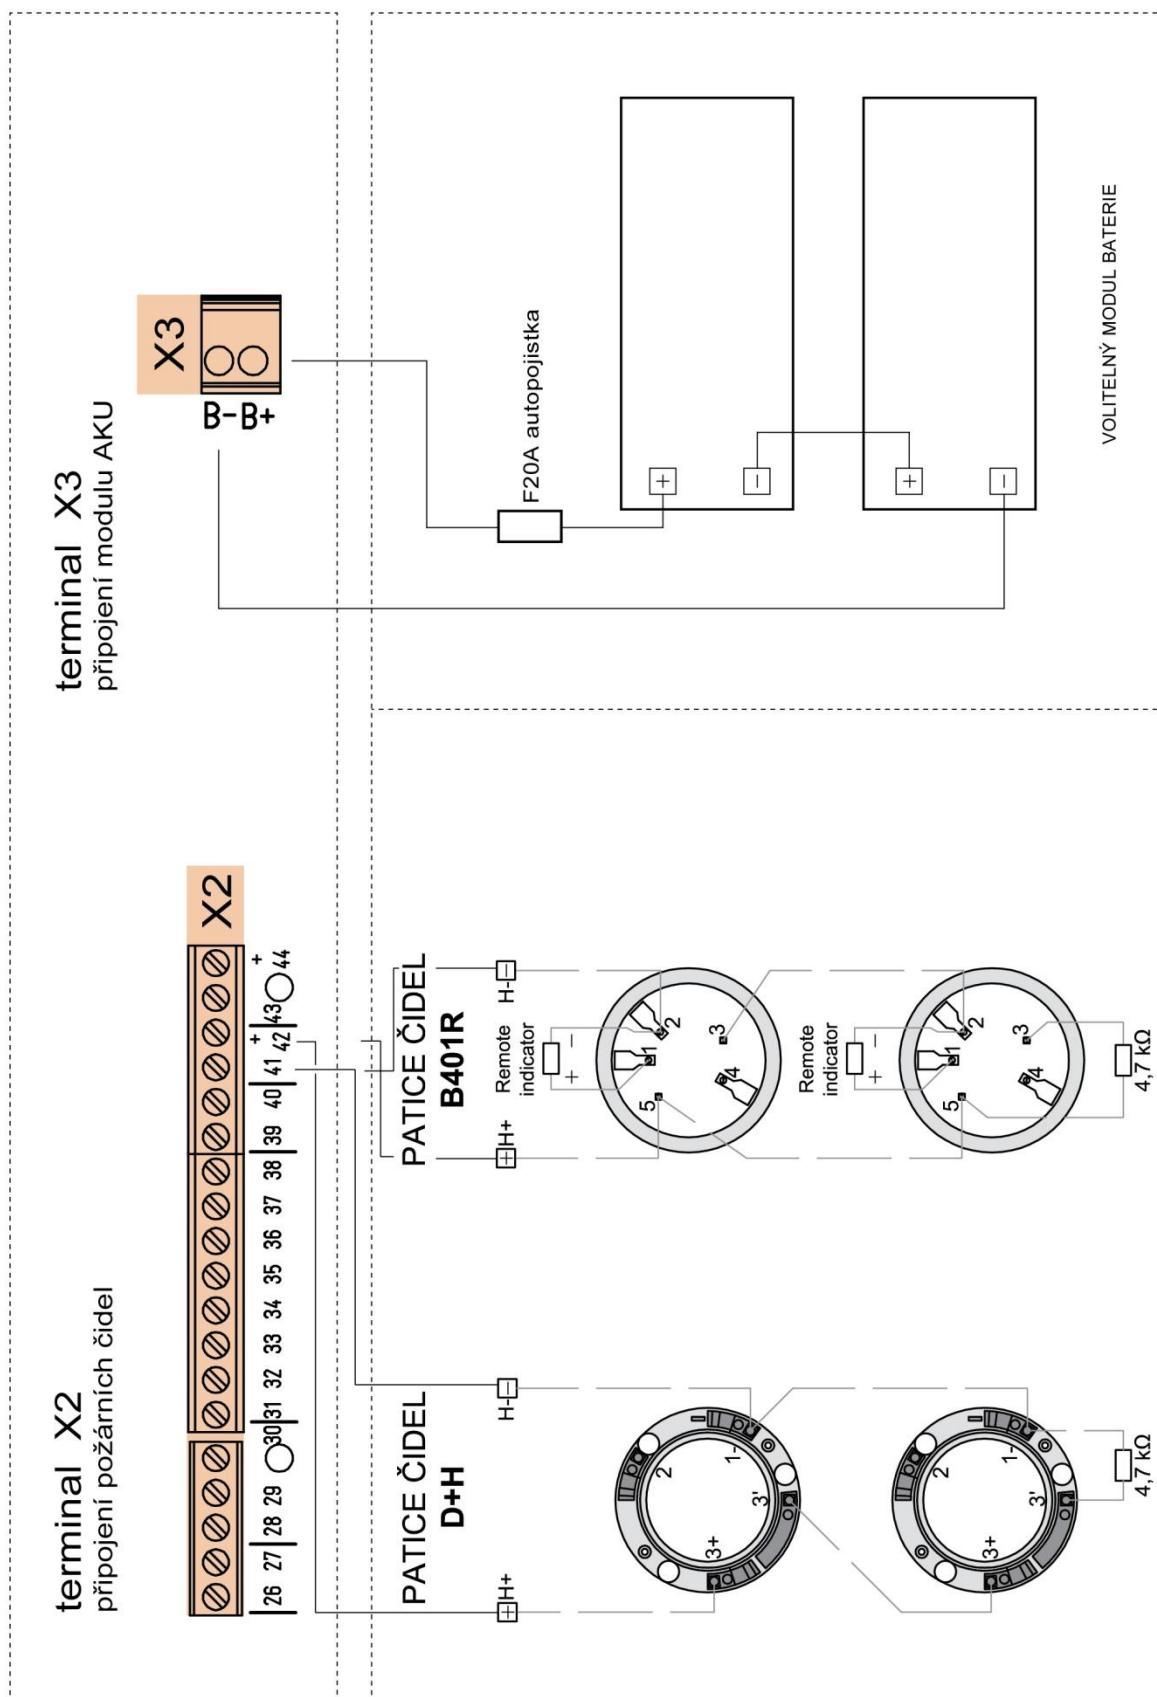 terminal X2
připojení požárních čidel
X2
26 27 28 29 30 31 32 33 34 35 36 37 38 39 40 41 42 43 44
+
+
terminal X3
připojení modulu AKU
X3
B- B+
PATICE ČIDEL
D+H
+ H+
H- −
3+
3'
1-
2
3+
3'
1-
2
4,7 kΩ
PATICE ČIDEL
B401R
+ H+
H- −
Remote
indicator
+ −
5
1
2
3
4
Remote
indicator
+ −
5
1
2
3
4
4,7 kΩ
F20A autopojistka
+
−
+
−
VOLITELNÝ MODUL BATERIE